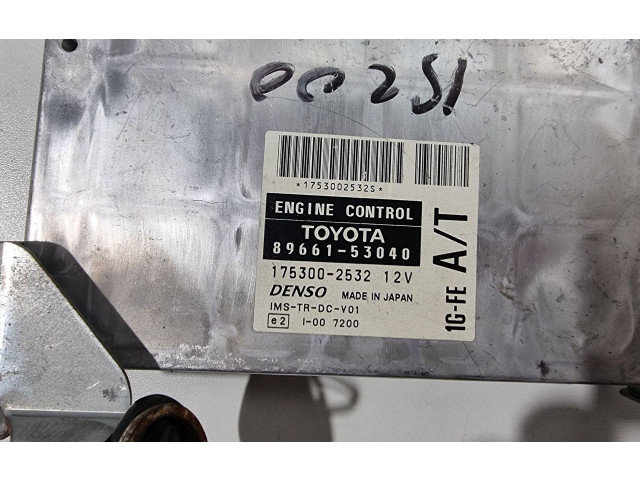 00251
*1753002532S*
ENGINE CONTROL
TOYOTA
89661-53040
175300-2532 12V
DENSO MADE IN JAPAN
IMS-TR-DC-V01
e2 I-00 7200
1G-FE A/T